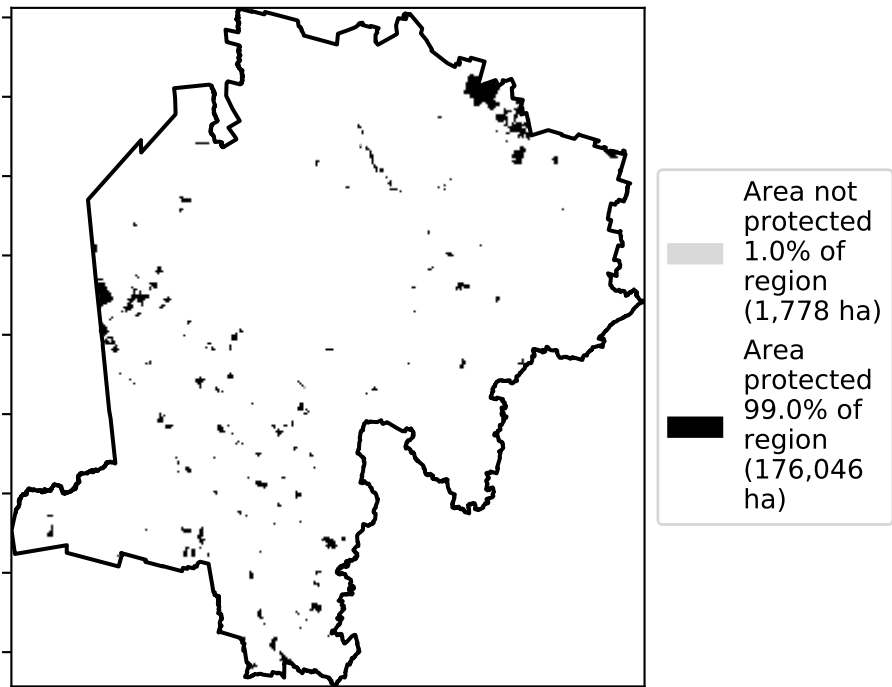 Area not
protected
1.0% of
region
(1,778 ha)
Area
protected
99.0% of
region
(176,046
ha)